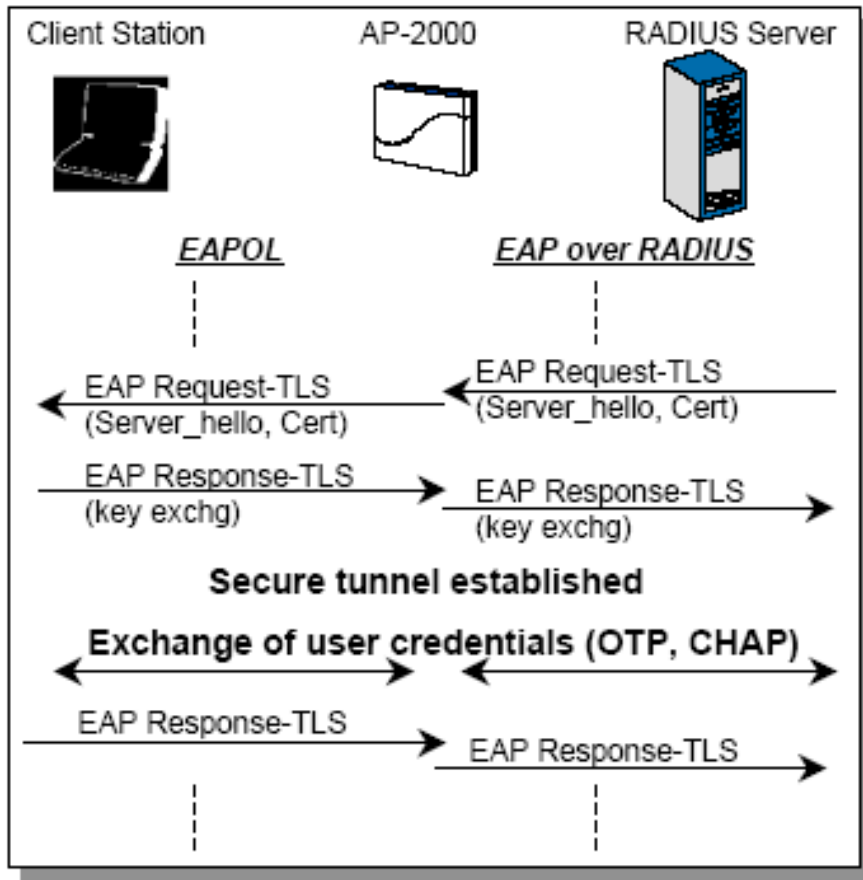 Client Station
AP-2000
RADIUS Server
EAPOL
EAP over RADIUS
EAP Request-TLS
(Server_hello, Cert)
EAP Request-TLS
(Server_hello, Cert)
EAP Response-TLS
(key exchg)
EAP Response-TLS
(key exchg)
Secure tunnel established
Exchange of user credentials (OTP, CHAP)
EAP Response-TLS
EAP Response-TLS